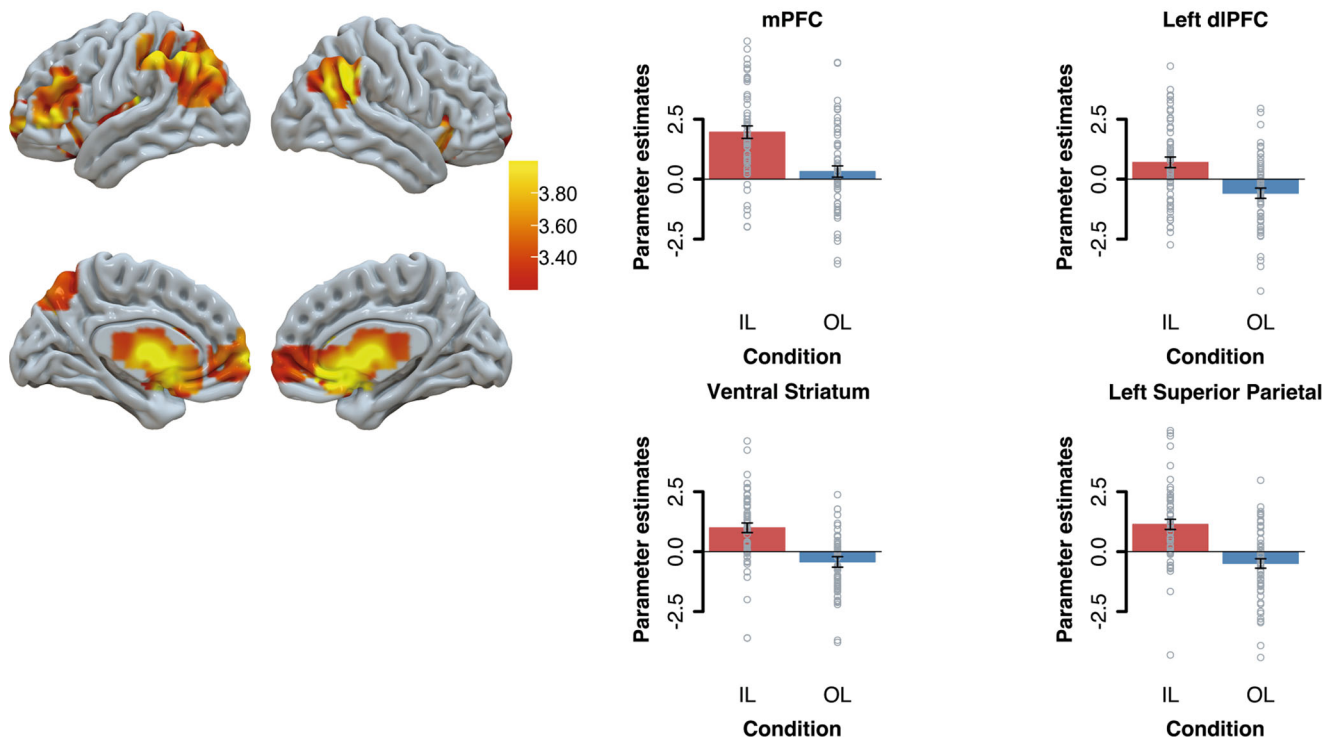 3.80
3.60
3.40
mPFC
Parameter estimates
2.5
0.0
-2.5
IL OL
Condition
Left dlPFC
Parameter estimates
2.5
0.0
-2.5
IL OL
Condition
Ventral Striatum
Parameter estimates
2.5
0.0
-2.5
IL OL
Condition
Left Superior Parietal
Parameter estimates
2.5
0.0
-2.5
IL OL
Condition